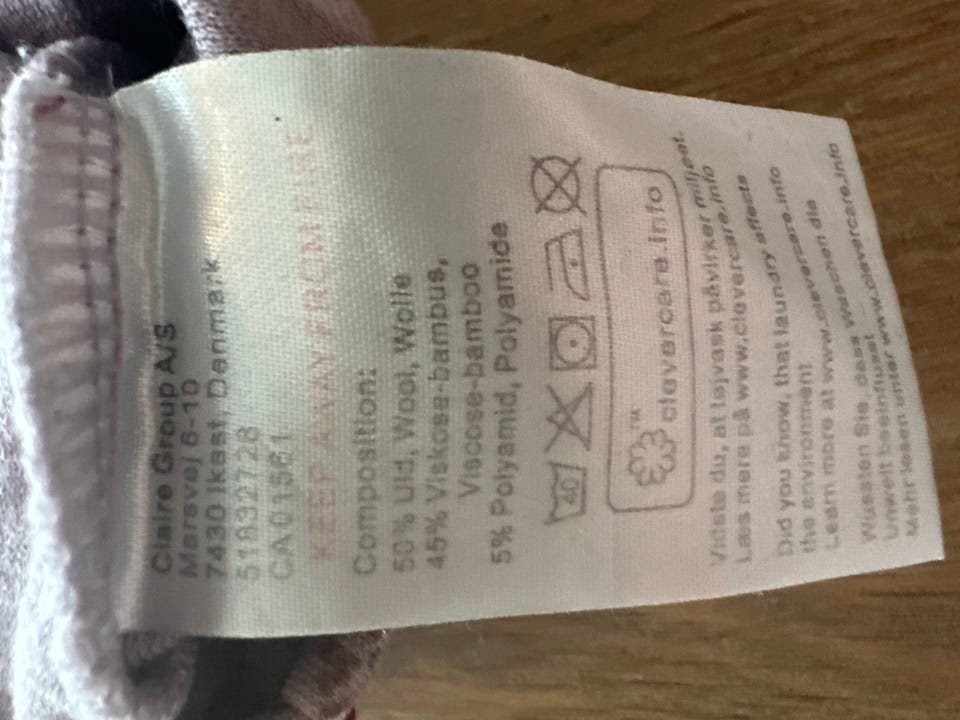 Claire Group A/S
Marsvej 6-10
7430 Ikast, Denmark
51832728
CA01561
KEEP AWAY FROM FIRE
Composition:
50% Uld, Wool, Wolle
45% Viskose-bambus,
Viscose-bamboo
5% Polyamid, Polyamide
40
clevercare.info
TM
Vidste du, at tøjvask påvirker miljøet.
Læs mere på www.clevercare.info
Did you know, that laundry affects
the environment
Learn more at www.clevercare.info
Wussten Sie, dass waschen die
Umwelt beeinflusst
Mehr lesen unter www.clevercare.info